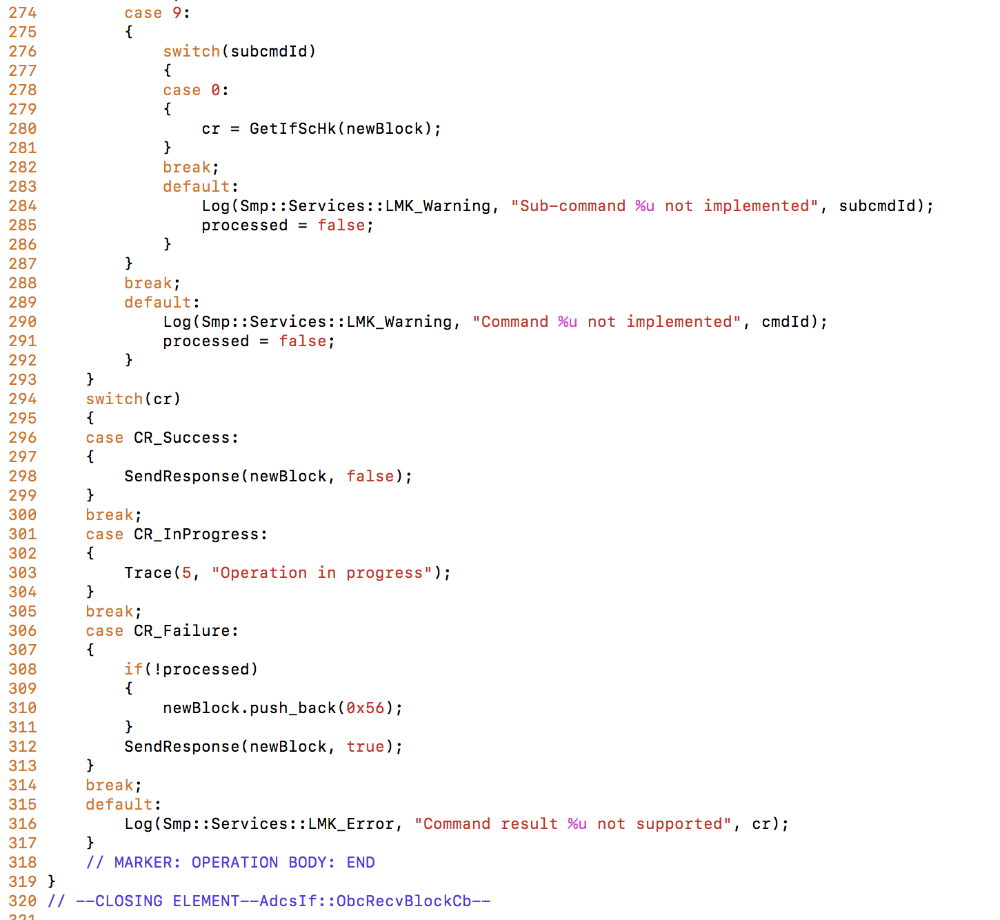 274         case 9:
275         {
276             switch(subcmdId)
277             {
278             case 0:
279             {
280                 cr = GetIfScHk(newBlock);
281             }
282             break;
283             default:
284                 Log(Smp::Services::LMK_Warning, "Sub-command %u not implemented", subcmdId);
285                 processed = false;
286             }
287         }
288         break;
289         default:
290             Log(Smp::Services::LMK_Warning, "Command %u not implemented", cmdId);
291             processed = false;
292         }
293     }
294     switch(cr)
295     {
296     case CR_Success:
297     {
298         SendResponse(newBlock, false);
299     }
300     break;
301     case CR_InProgress:
302     {
303         Trace(5, "Operation in progress");
304     }
305     break;
306     case CR_Failure:
307     {
308         if(!processed)
309         {
310             newBlock.push_back(0x56);
311         }
312         SendResponse(newBlock, true);
313     }
314     break;
315     default:
316         Log(Smp::Services::LMK_Error, "Command result %u not supported", cr);
317     }
318     // MARKER: OPERATION BODY: END
319 }
320 // --CLOSING ELEMENT--AdcsIf::ObcRecvBlockCb--
321